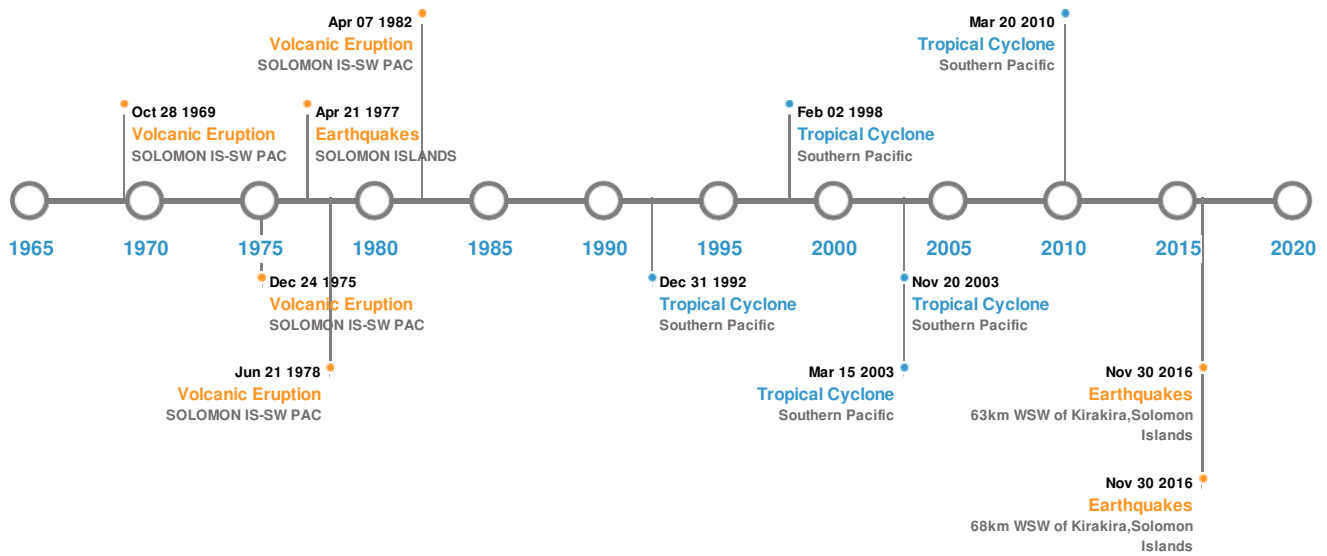 Apr 07 1982
Volcanic Eruption
SOLOMON IS-SW PAC
Mar 20 2010
Tropical Cyclone
Southern Pacific
Oct 28 1969
Volcanic Eruption
SOLOMON IS-SW PAC
Apr 21 1977
Earthquakes
SOLOMON ISLANDS
Feb 02 1998
Tropical Cyclone
Southern Pacific
1965 1970 1975 1980 1985 1990 1995 2000 2005 2010 2015 2020
Dec 24 1975
Volcanic Eruption
SOLOMON IS-SW PAC
Dec 31 1992
Tropical Cyclone
Southern Pacific
Nov 20 2003
Tropical Cyclone
Southern Pacific
Jun 21 1978
Volcanic Eruption
SOLOMON IS-SW PAC
Mar 15 2003
Tropical Cyclone
Southern Pacific
Nov 30 2016
Earthquakes
63km WSW of Kirakira,Solomon
Islands
Nov 30 2016
Earthquakes
68km WSW of Kirakira,Solomon
Islands